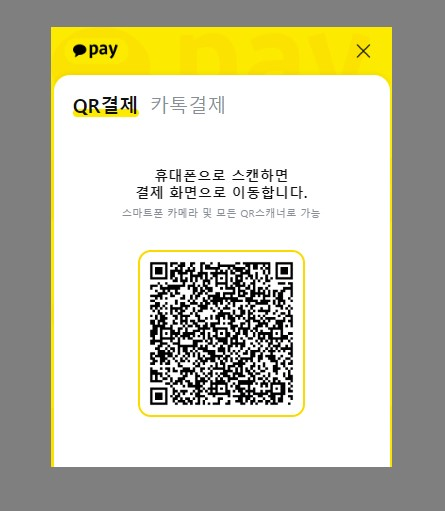 pay
QR결제 카톡결제
휴대폰으로 스캔하면
결제 화면으로 이동합니다.
스마트폰 카메라 및 모든 QR스캐너로 가능